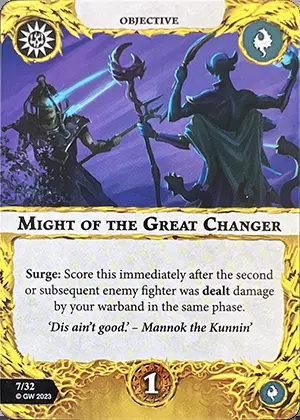 OBJECTIVE
MIGHT OF THE GREAT CHANGER
Surge: Score this immediately after the second
or subsequent enemy fighter was dealt damage
by your warband in the same phase.
‘Dis ain’t good.’ – Mannok the Kunnin’
7/32
© GW 2023
1